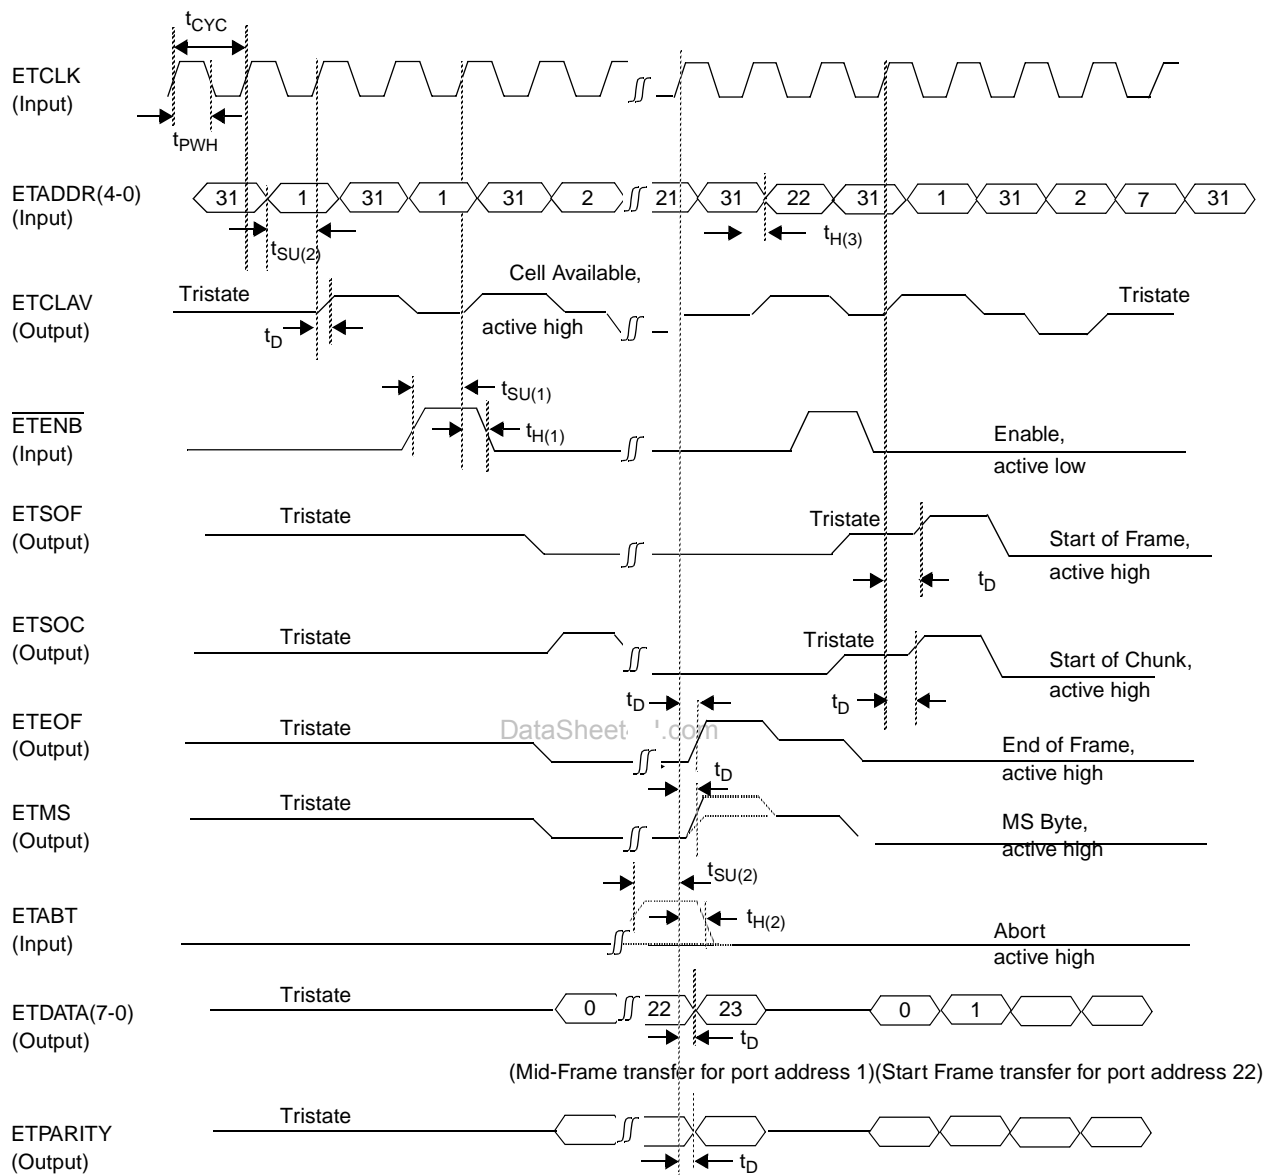 tCYC
ETCLK
(Input)
tPWH
ETADDR(4-0)
(Input)
31 1 31 1 31 2 21 31 22 31 1 31 2 7 31
tSU(2)
tH(3)
Cell Available,
active high
ETCLAV
(Output)
Tristate
Tristate
tD
tSU(1)
tH(1)
ETENB
(Input)
Enable,
active low
ETSOF
(Output)
Tristate
Tristate
Start of Frame,
active high
tD
ETSOC
(Output)
Tristate
Tristate
Start of Chunk,
active high
tD
tD
ETEOF
(Output)
Tristate
End of Frame,
active high
tD
ETMS
(Output)
Tristate
MS Byte,
active high
tSU(2)
ETABT
(Input)
tH(2)
Abort
active high
ETDATA(7-0)
(Output)
Tristate
0 22 23 0 1
tD
(Mid-Frame transfer for port address 1)(Start Frame transfer for port address 22)
ETPARITY
(Output)
Tristate
tD